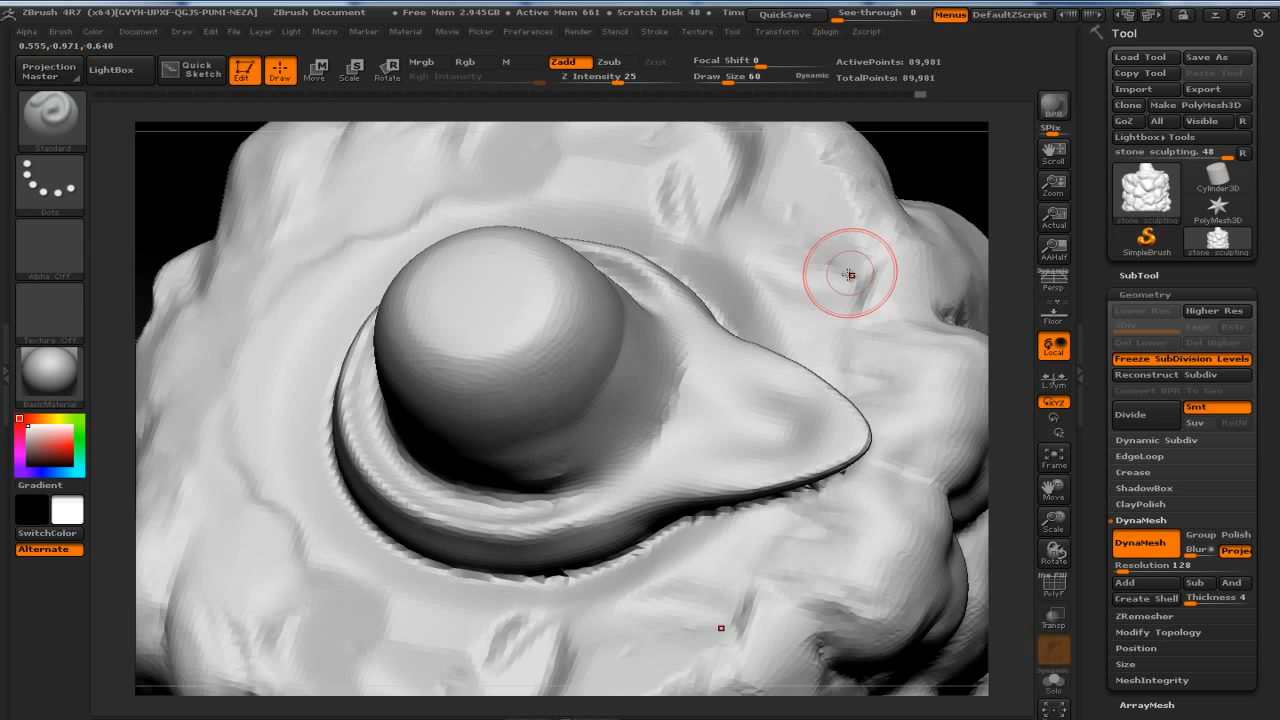 ZBrush 4R7 (x64)[GVYH-UPXF-QGJS-PUMI-NEZA]
ZBrush Document
● Free Mem 2.945GB ● Active Mem 661 ● Scratch Disk 48 ● Time
QuickSave
See-through 0
Menus
DefaultZScript
Alpha Brush Color Document Draw Edit File Layer Light Macro Marker Material Movie Picker Preferences Render Stencil Stroke Texture Tool Transform Zplugin Zscript
0.555,-0.971,-0.648
Projection
Master
LightBox
Quick
Sketch
Edit
Draw
Move
Scale
Rotate
Mrgb
Rgb
M
Rgb Intensity
Zadd
Zsub
Zcut
Z Intensity 25
Focal Shift 0
Draw Size 60
Dynamic
ActivePoints: 89,981
TotalPoints: 89,981
Standard
Dots
Alpha Off
Texture Off
BasicMaterial
Gradient
SwitchColor
Alternate
BPR
SPix
Scroll
Zoom
Actual
AAHalf
Dynamic
Persp
Floor
Local
L.Sym
XYZ
Frame
Move
Scale
Rotate
Line Fill
PolyF
Transp
Dynamic
Solo
Tool
Load Tool
Save As
Copy Tool
Paste Tool
Import
Export
Clone
Make PolyMesh3D
GoZ
All
Visible
R
Lightbox▸Tools
stone sculpting. 48
R
stone sculpting
Cylinder3D
PolyMesh3D
SimpleBrush
stone sculpting
SubTool
Geometry
Lower Res
Higher Res
SDiv
Cage
Rstr
Del Lower
Del Higher
Freeze SubDivision Levels
Reconstruct Subdiv
Convert BPR To Geo
Divide
Smt
Suv
ReUV
Dynamic Subdiv
EdgeLoop
Crease
ShadowBox
ClayPolish
DynaMesh
DynaMesh
Group
Polish
Blur
Proje
Resolution 128
Add
Sub
And
Create Shell
Thickness 4
ZRemesher
Modify Topology
Position
Size
MeshIntegrity
ArrayMesh